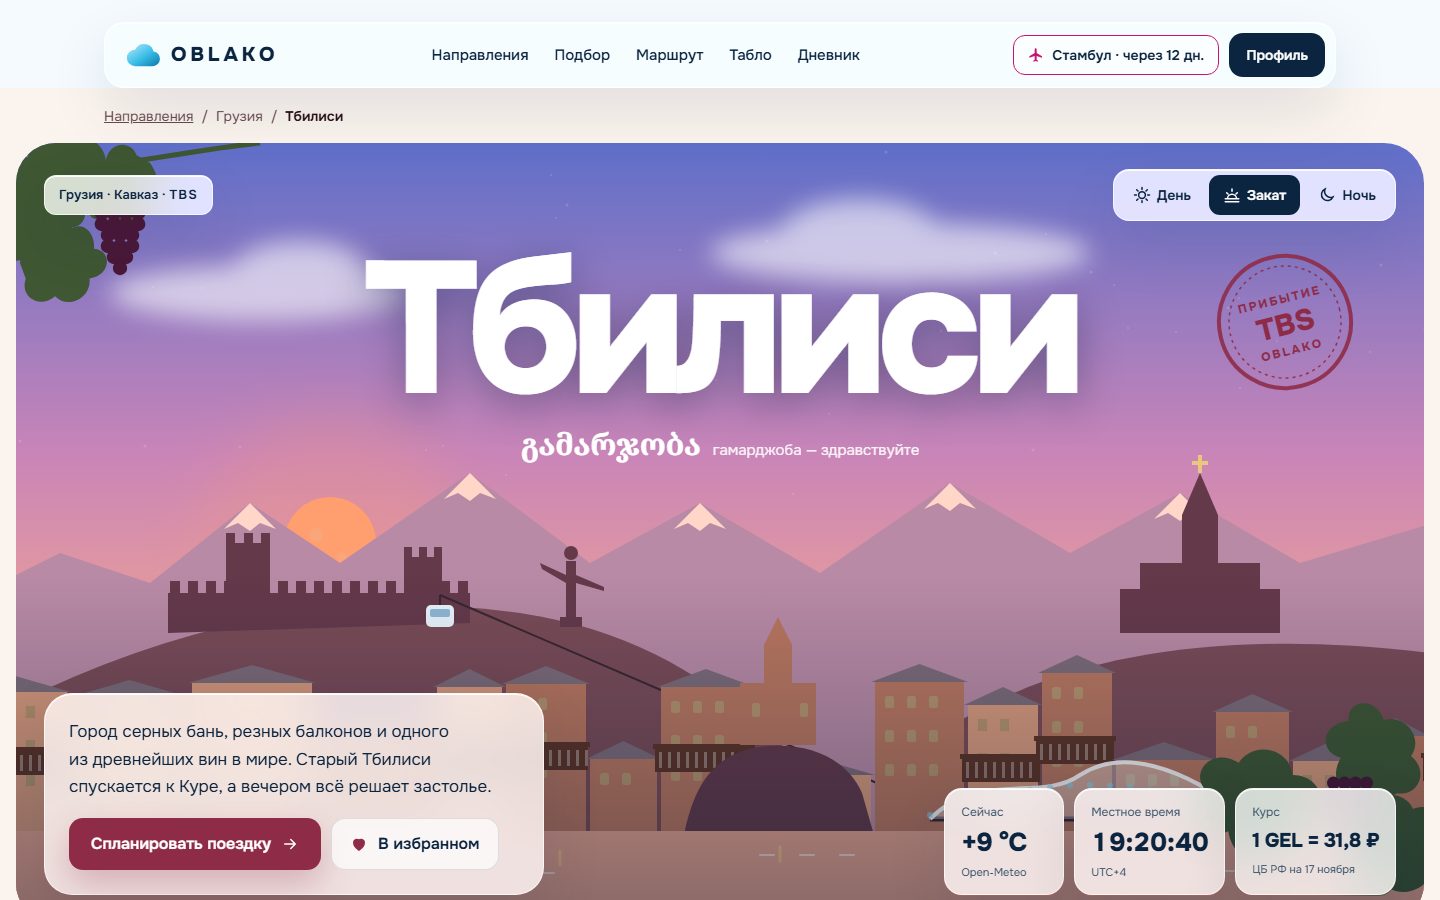 OBLAKO
Направления
Подбор
Маршрут
Табло
Дневник
Стамбул · через 12 дн.
Профиль
Направления / Грузия / Тбилиси
Грузия · Кавказ · TBS
День
Закат
Ночь
Тбилиси
ПРИБЫТИЕ
TBS
OBLAKO
გამარჯობა гамарджоба — здравствуйте
Город серных бань, резных балконов и одного
из древнейших вин в мире. Старый Тбилиси
спускается к Куре, а вечером всё решает застолье.
Спланировать поездку →
В избранном
Сейчас
+9 °C
Open-Meteo
Местное время
19:20:40
UTC+4
Курс
1 GEL = 31,8 ₽
ЦБ РФ на 17 ноября